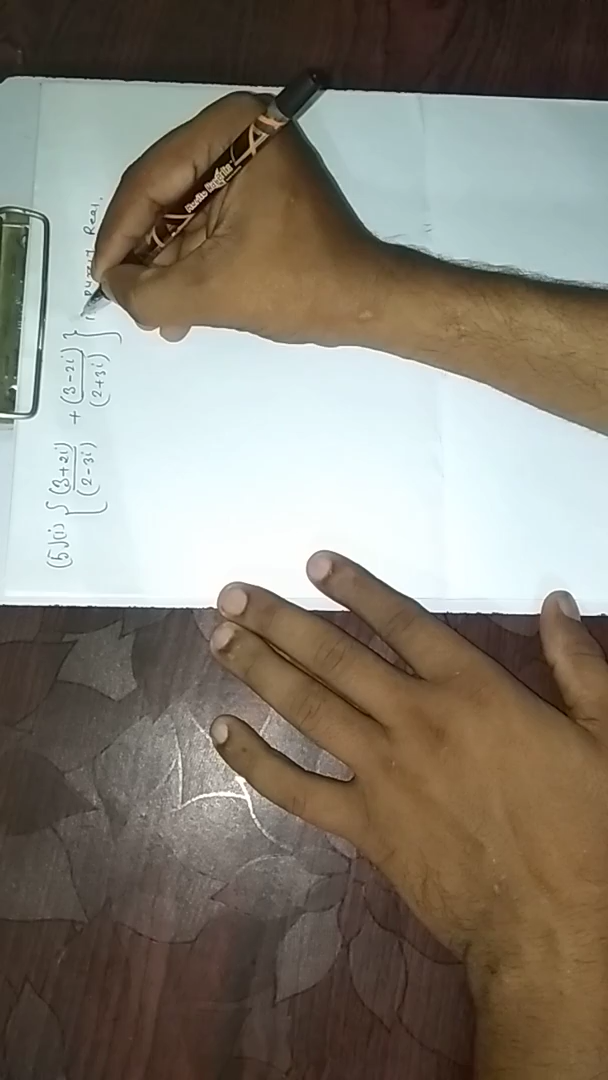 (5)(i) {(3+2i)/(2-3i) + (3-2i)/(2+3i)} is purely Real.